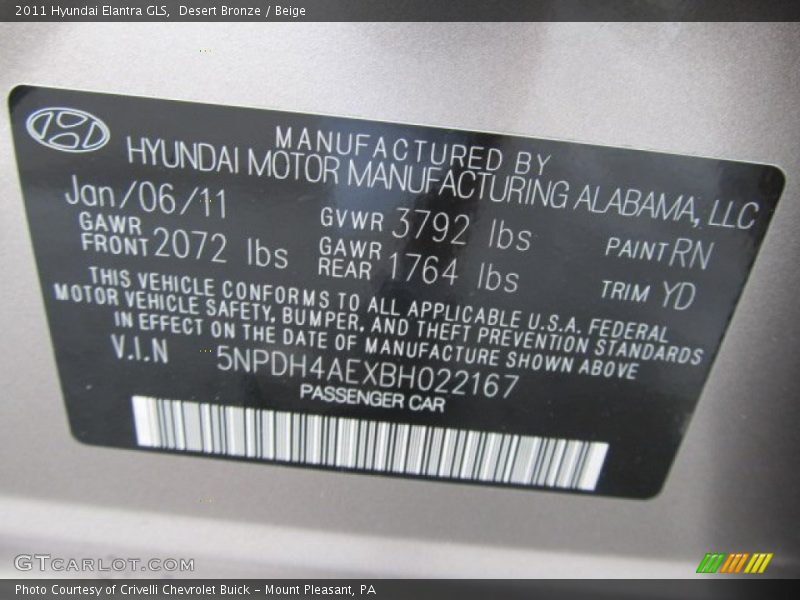 2011 Hyundai Elantra GLS,  Desert Bronze / Beige
MANUFACTURED BY
HYUNDAI MOTOR MANUFACTURING ALABAMA, LLC
Jan/06/11
GVWR 3792 lbs
PAINT RN
GAWR FRONT 2072 lbs
GAWR REAR 1764 lbs
TRIM YD
THIS VEHICLE CONFORMS TO ALL APPLICABLE U.S.A. FEDERAL
MOTOR VEHICLE SAFETY, BUMPER, AND THEFT PREVENTION STANDARDS
IN EFFECT ON THE DATE OF MANUFACTURE SHOWN ABOVE
V.I.N 5NPDH4AEXBH022167
PASSENGER CAR
GTCARLOT.COM
Photo Courtesy of Crivelli Chevrolet Buick – Mount Pleasant, PA